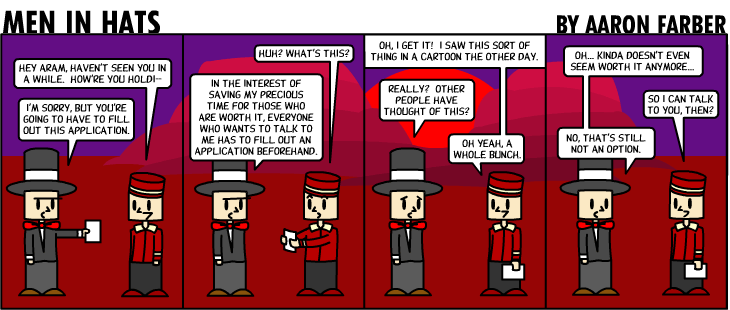 MEN IN HATS
BY AARON FARBER
HEY ARAM, HAVEN'T SEEN YOU IN
A WHILE. HOW'RE YOU HOLDI--
I'M SORRY, BUT YOU'RE
GOING TO HAVE TO FILL
OUT THIS APPLICATION.
HUH? WHAT'S THIS?
IN THE INTEREST OF
SAVING MY PRECIOUS
TIME FOR THOSE WHO
ARE WORTH IT, EVERYONE
WHO WANTS TO TALK TO
ME HAS TO FILL OUT AN
APPLICATION BEFOREHAND.
OH, I GET IT! I SAW THIS SORT OF
THING IN A CARTOON THE OTHER DAY.
REALLY? OTHER
PEOPLE HAVE
THOUGHT OF THIS?
OH YEAH, A
WHOLE BUNCH.
OH... KINDA DOESN'T EVEN
SEEM WORTH IT ANYMORE...
SO I CAN TALK
TO YOU, THEN?
NO, THAT'S STILL
NOT AN OPTION.